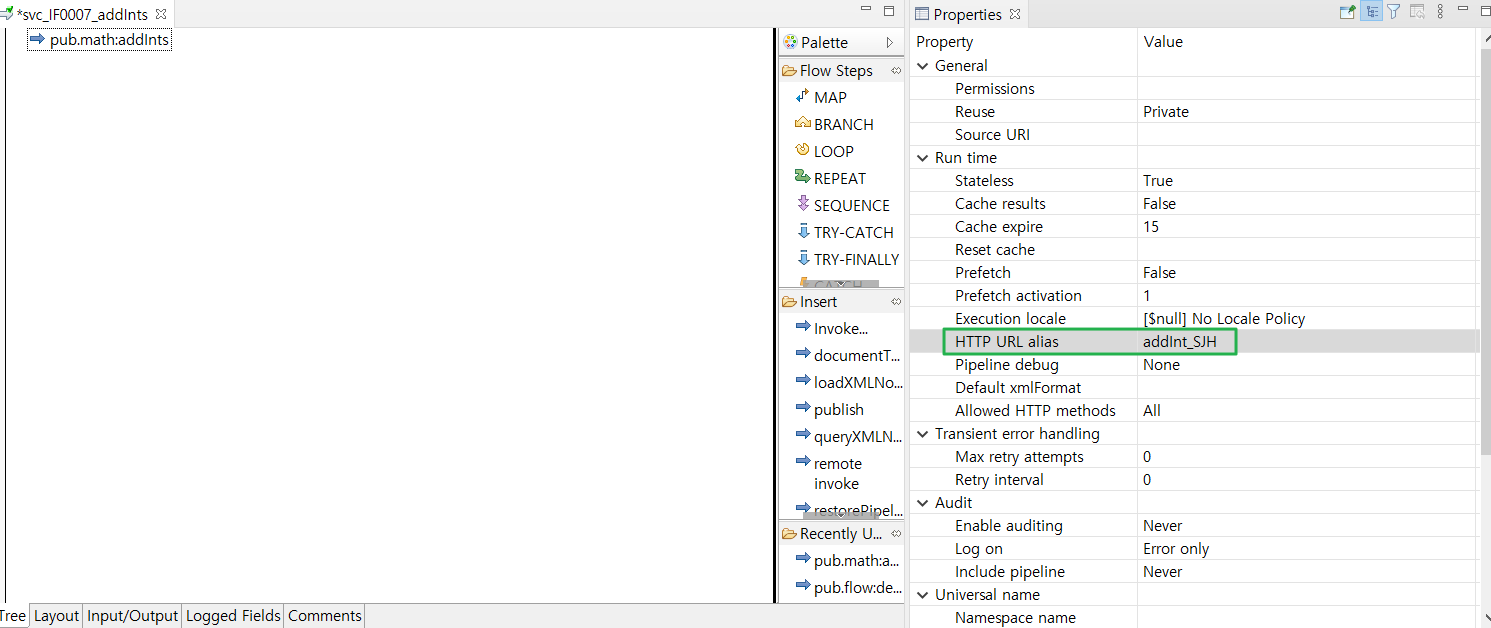 *svc_IF0007_addInts
pub.math:addInts
Tree Layout Input/Output Logged Fields Comments
Palette
Flow Steps
MAP
BRANCH
LOOP
REPEAT
SEQUENCE
TRY-CATCH
TRY-FINALLY
CATCH
Insert
Invoke...
documentT...
loadXMLNo...
publish
queryXMLN...
remote
invoke
restorePipel...
Recently U...
pub.math:a...
pub.flow:de...
Properties
Property Value
General
Permissions
Reuse Private
Source URI
Run time
Stateless True
Cache results False
Cache expire 15
Reset cache
Prefetch False
Prefetch activation 1
Execution locale [$null] No Locale Policy
HTTP URL alias addInt_SJH
Pipeline debug None
Default xmlFormat
Allowed HTTP methods All
Transient error handling
Max retry attempts 0
Retry interval 0
Audit
Enable auditing Never
Log on Error only
Include pipeline Never
Universal name
Namespace name